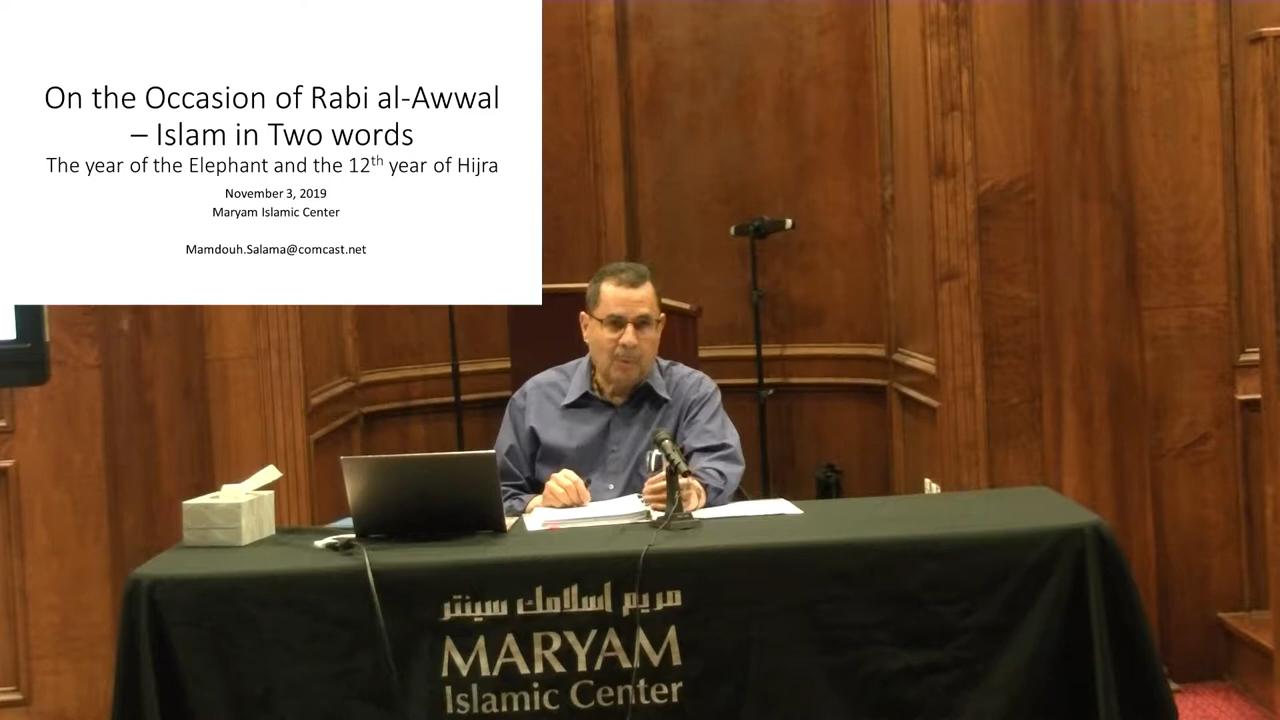 On the Occasion of Rabi al-Awwal
– Islam in Two words
The year of the Elephant and the 12th year of Hijra
November 3, 2019
Maryam Islamic Center
Mamdouh.Salama@comcast.net
مريم اسلامك سينتر
MARYAM
Islamic Center